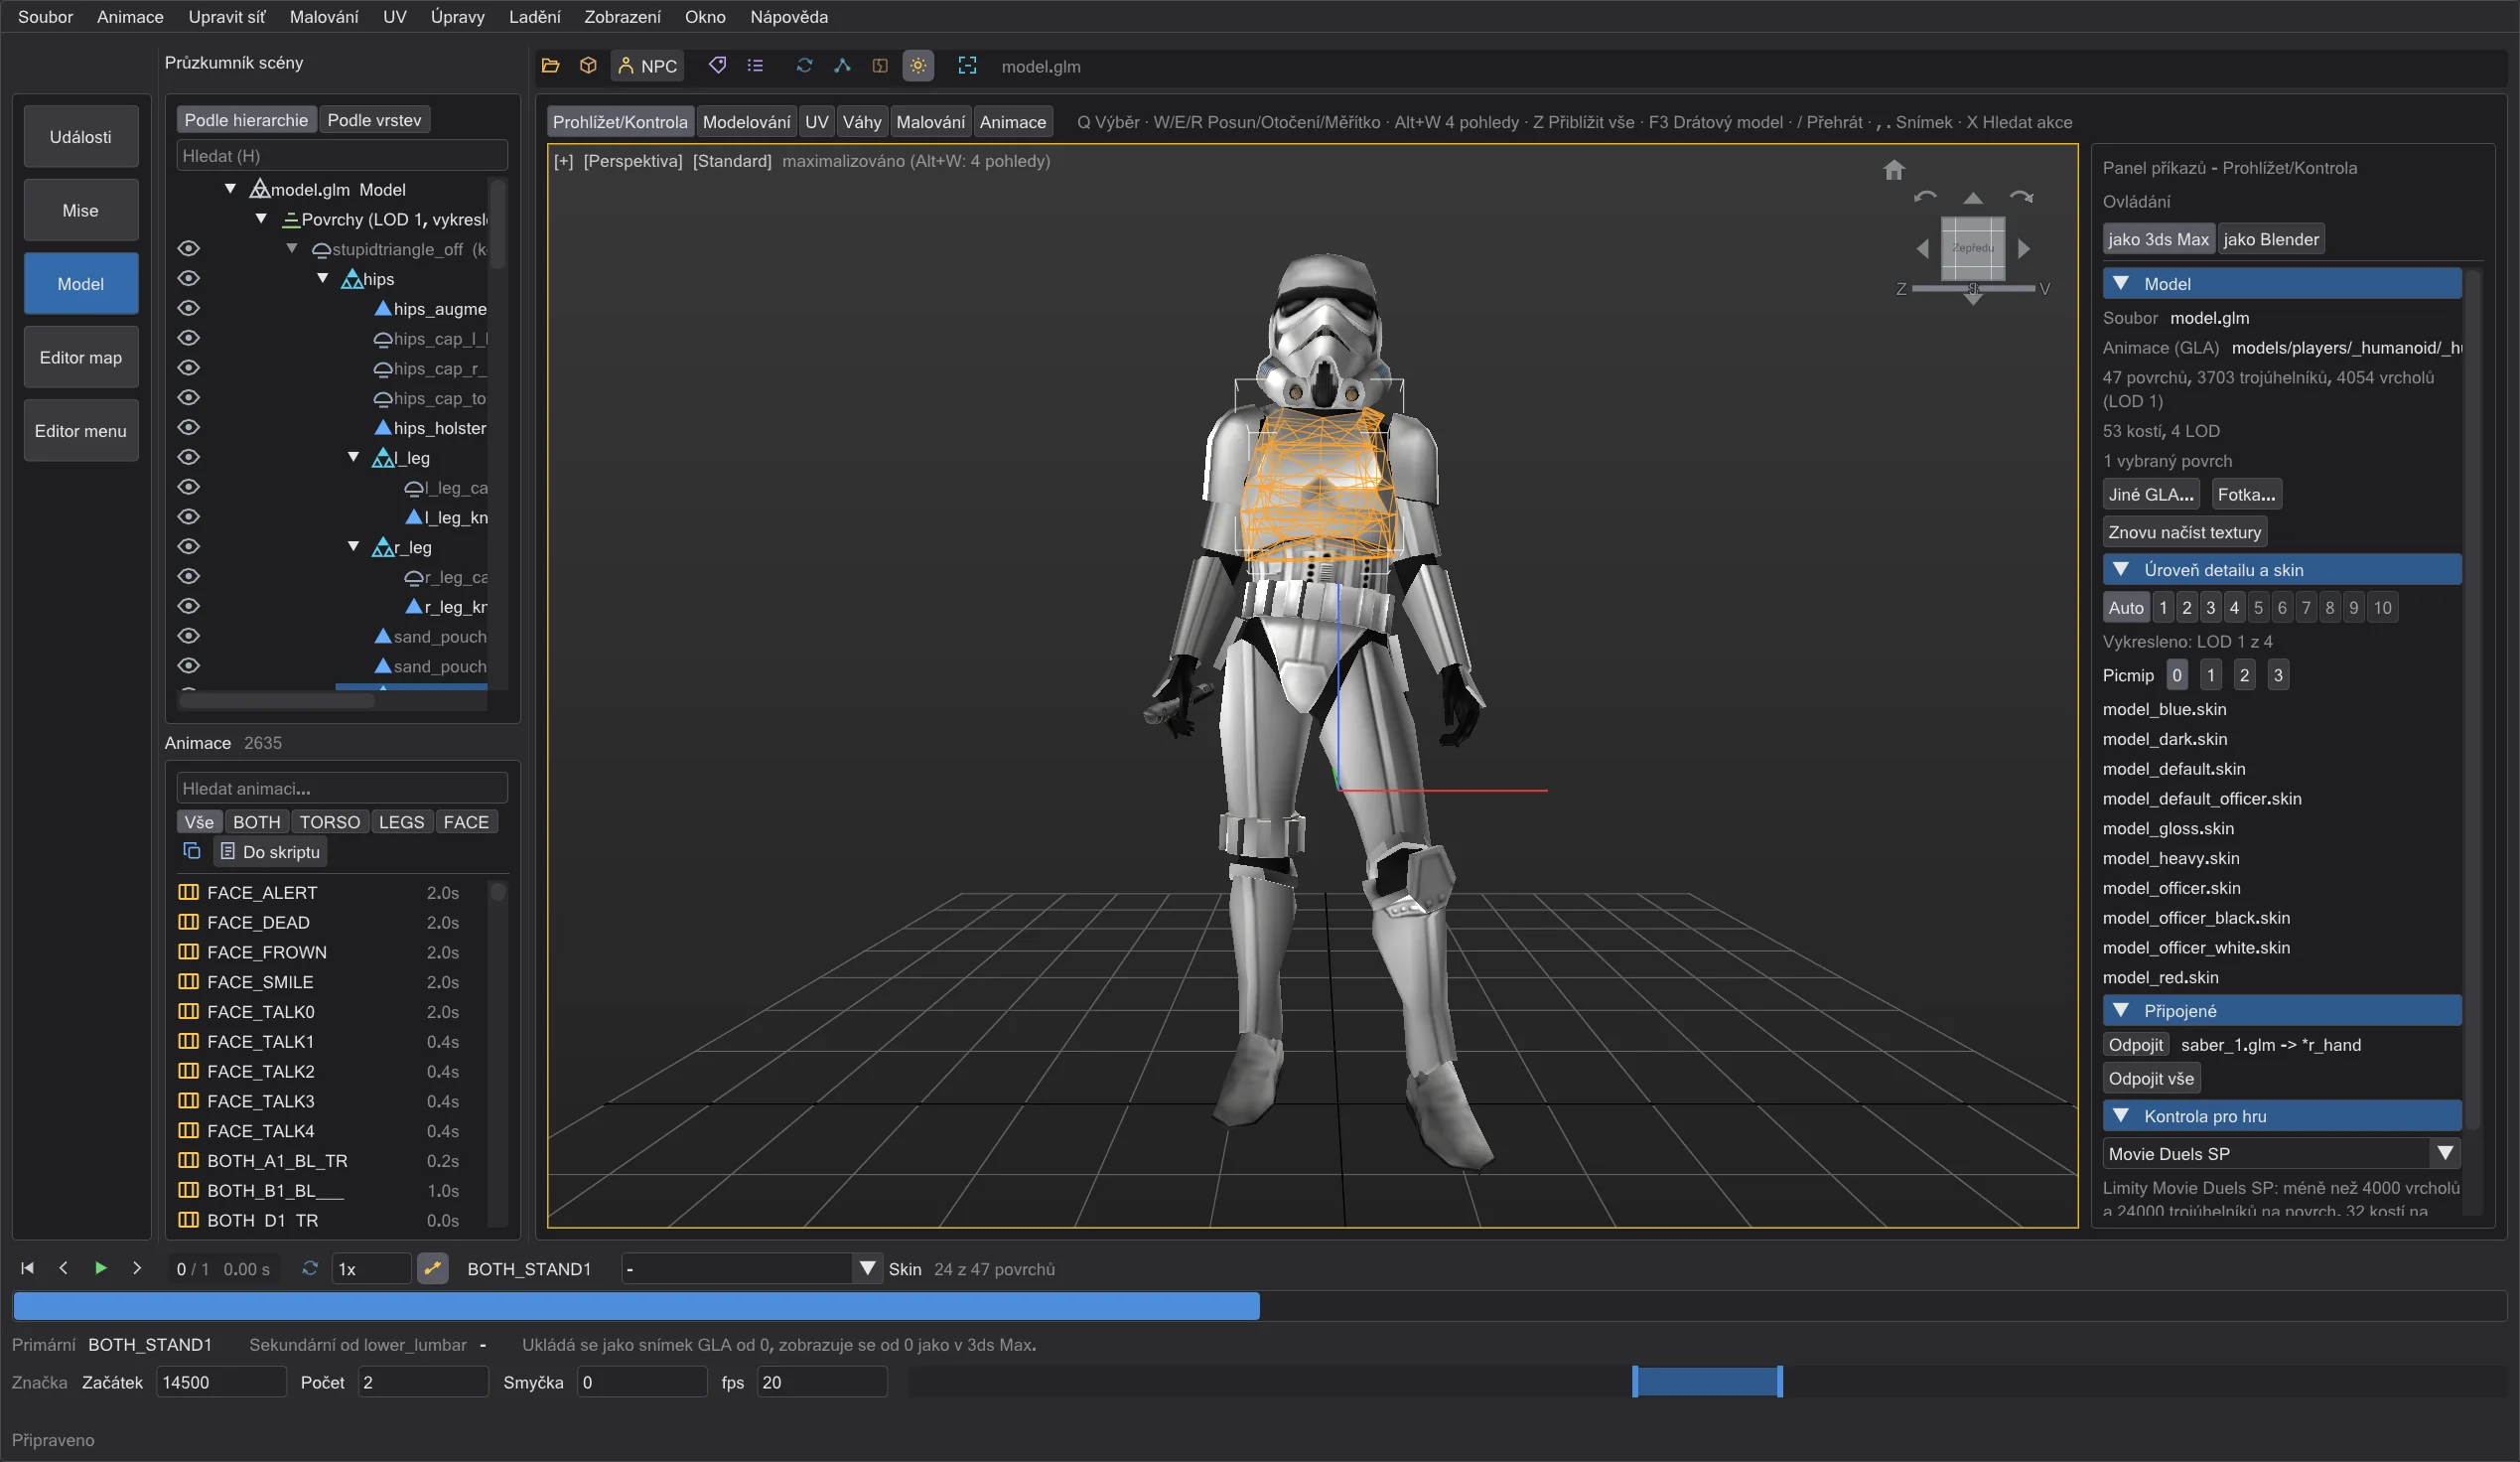 Soubor Animace Upravit síť Malování UV Úpravy Ladění Zobrazení Okno Nápověda
Průzkumník scény
NPC model.glm
Události
Mise
Model
Editor map
Editor menu
Podle hierarchie Podle vrstev
Hledat (H)
model.glm Model
Povrchy (LOD 1, vykresl
stupidtriangle_off (k
hips
hips_augme
hips_cap_l_l
hips_cap_r_
hips_cap_to
hips_holster
l_leg
l_leg_ca
l_leg_kn
r_leg
r_leg_ca
r_leg_kr
sand_pouch
sand_pouch
Animace 2635
Hledat animaci...
Vše BOTH TORSO LEGS FACE
Do skriptu
FACE_ALERT 2.0s
FACE_DEAD 2.0s
FACE_FROWN 2.0s
FACE_SMILE 2.0s
FACE_TALK0 2.0s
FACE_TALK1 0.4s
FACE_TALK2 0.4s
FACE_TALK3 0.4s
FACE_TALK4 0.4s
BOTH_A1_BL_TR 0.2s
BOTH_B1_BL___ 1.0s
BOTH_D1_TR 0.0s
Prohlížet/Kontrola Modelování UV Váhy Malování Animace Q Výběr · W/E/R Posun/Otočení/Měřítko · Alt+W 4 pohledy · Z Přiblížit vše · F3 Drátový model · / Přehrát · , . Snímek · X Hledat akce
[+] [Perspektiva] [Standard] maximalizováno (Alt+W: 4 pohledy)
Zepředu
Z S V
Panel příkazů - Prohlížet/Kontrola
Ovládání
jako 3ds Max jako Blender
Model
Soubor model.glm
Animace (GLA) models/players/_humanoid/_hu
47 povrchů, 3703 trojúhelníků, 4054 vrcholů
(LOD 1)
53 kostí, 4 LOD
1 vybraný povrch
Jiné GLA... Fotka...
Znovu načíst textury
Úroveň detailu a skin
Auto 1 2 3 4 5 6 7 8 9 10
Vykresleno: LOD 1 z 4
Picmip 0 1 2 3
model_blue.skin
model_dark.skin
model_default.skin
model_default_officer.skin
model_gloss.skin
model_heavy.skin
model_officer.skin
model_officer_black.skin
model_officer_white.skin
model_red.skin
Připojené
Odpojit saber_1.glm -> *r_hand
Odpojit vše
Kontrola pro hru
Movie Duels SP
Limity Movie Duels SP: méně než 4000 vrcholů
a 24000 trojúhelníků na povrch, 32 kostí na
0 / 1 0.00 s 1x BOTH_STAND1 - Skin 24 z 47 povrchů
Primární BOTH_STAND1 Sekundární od lower_lumbar - Ukládá se jako snímek GLA od 0, zobrazuje se od 0 jako v 3ds Max.
Značka Začátek 14500 Počet 2 Smyčka 0 fps 20
Připraveno